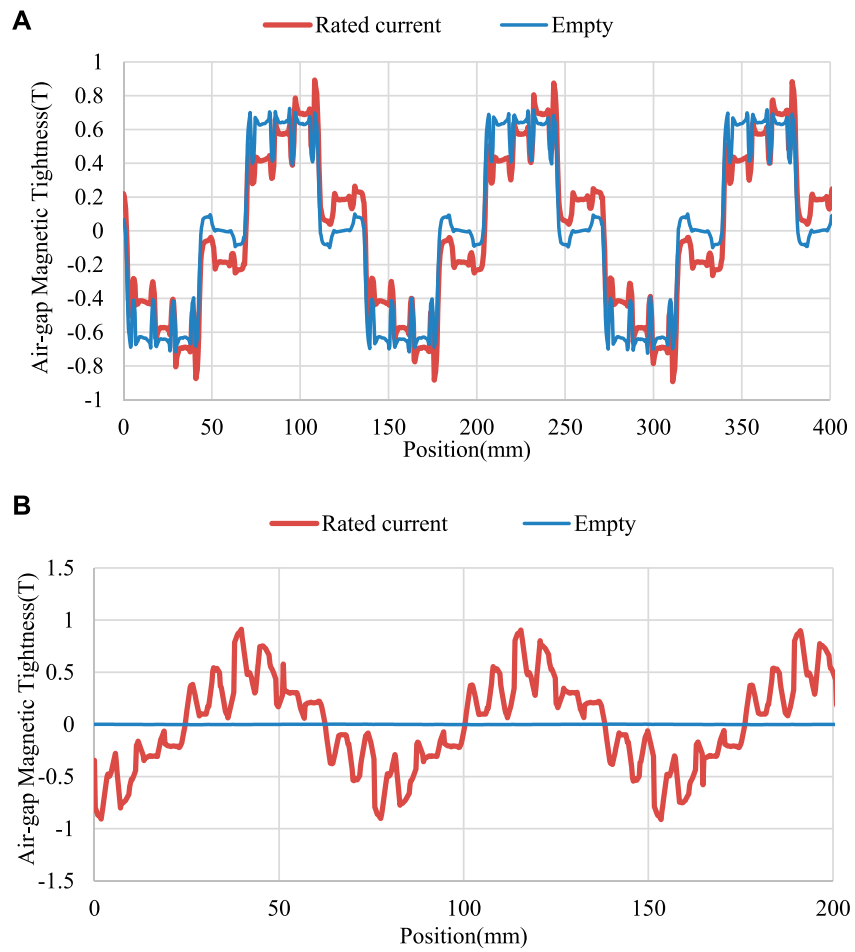 A
Rated current Empty
Air-gap Magnetic Tightness(T)
1
0.8
0.6
0.4
0.2
0
-0.2
-0.4
-0.6
-0.8
-1
0 50 100 150 200 250 300 350 400
Position(mm)
B
Rated current Empty
Air-gap Magnetic Tightness(T)
1.5
1
0.5
0
-0.5
-1
-1.5
0 50 100 150 200
Position(mm)